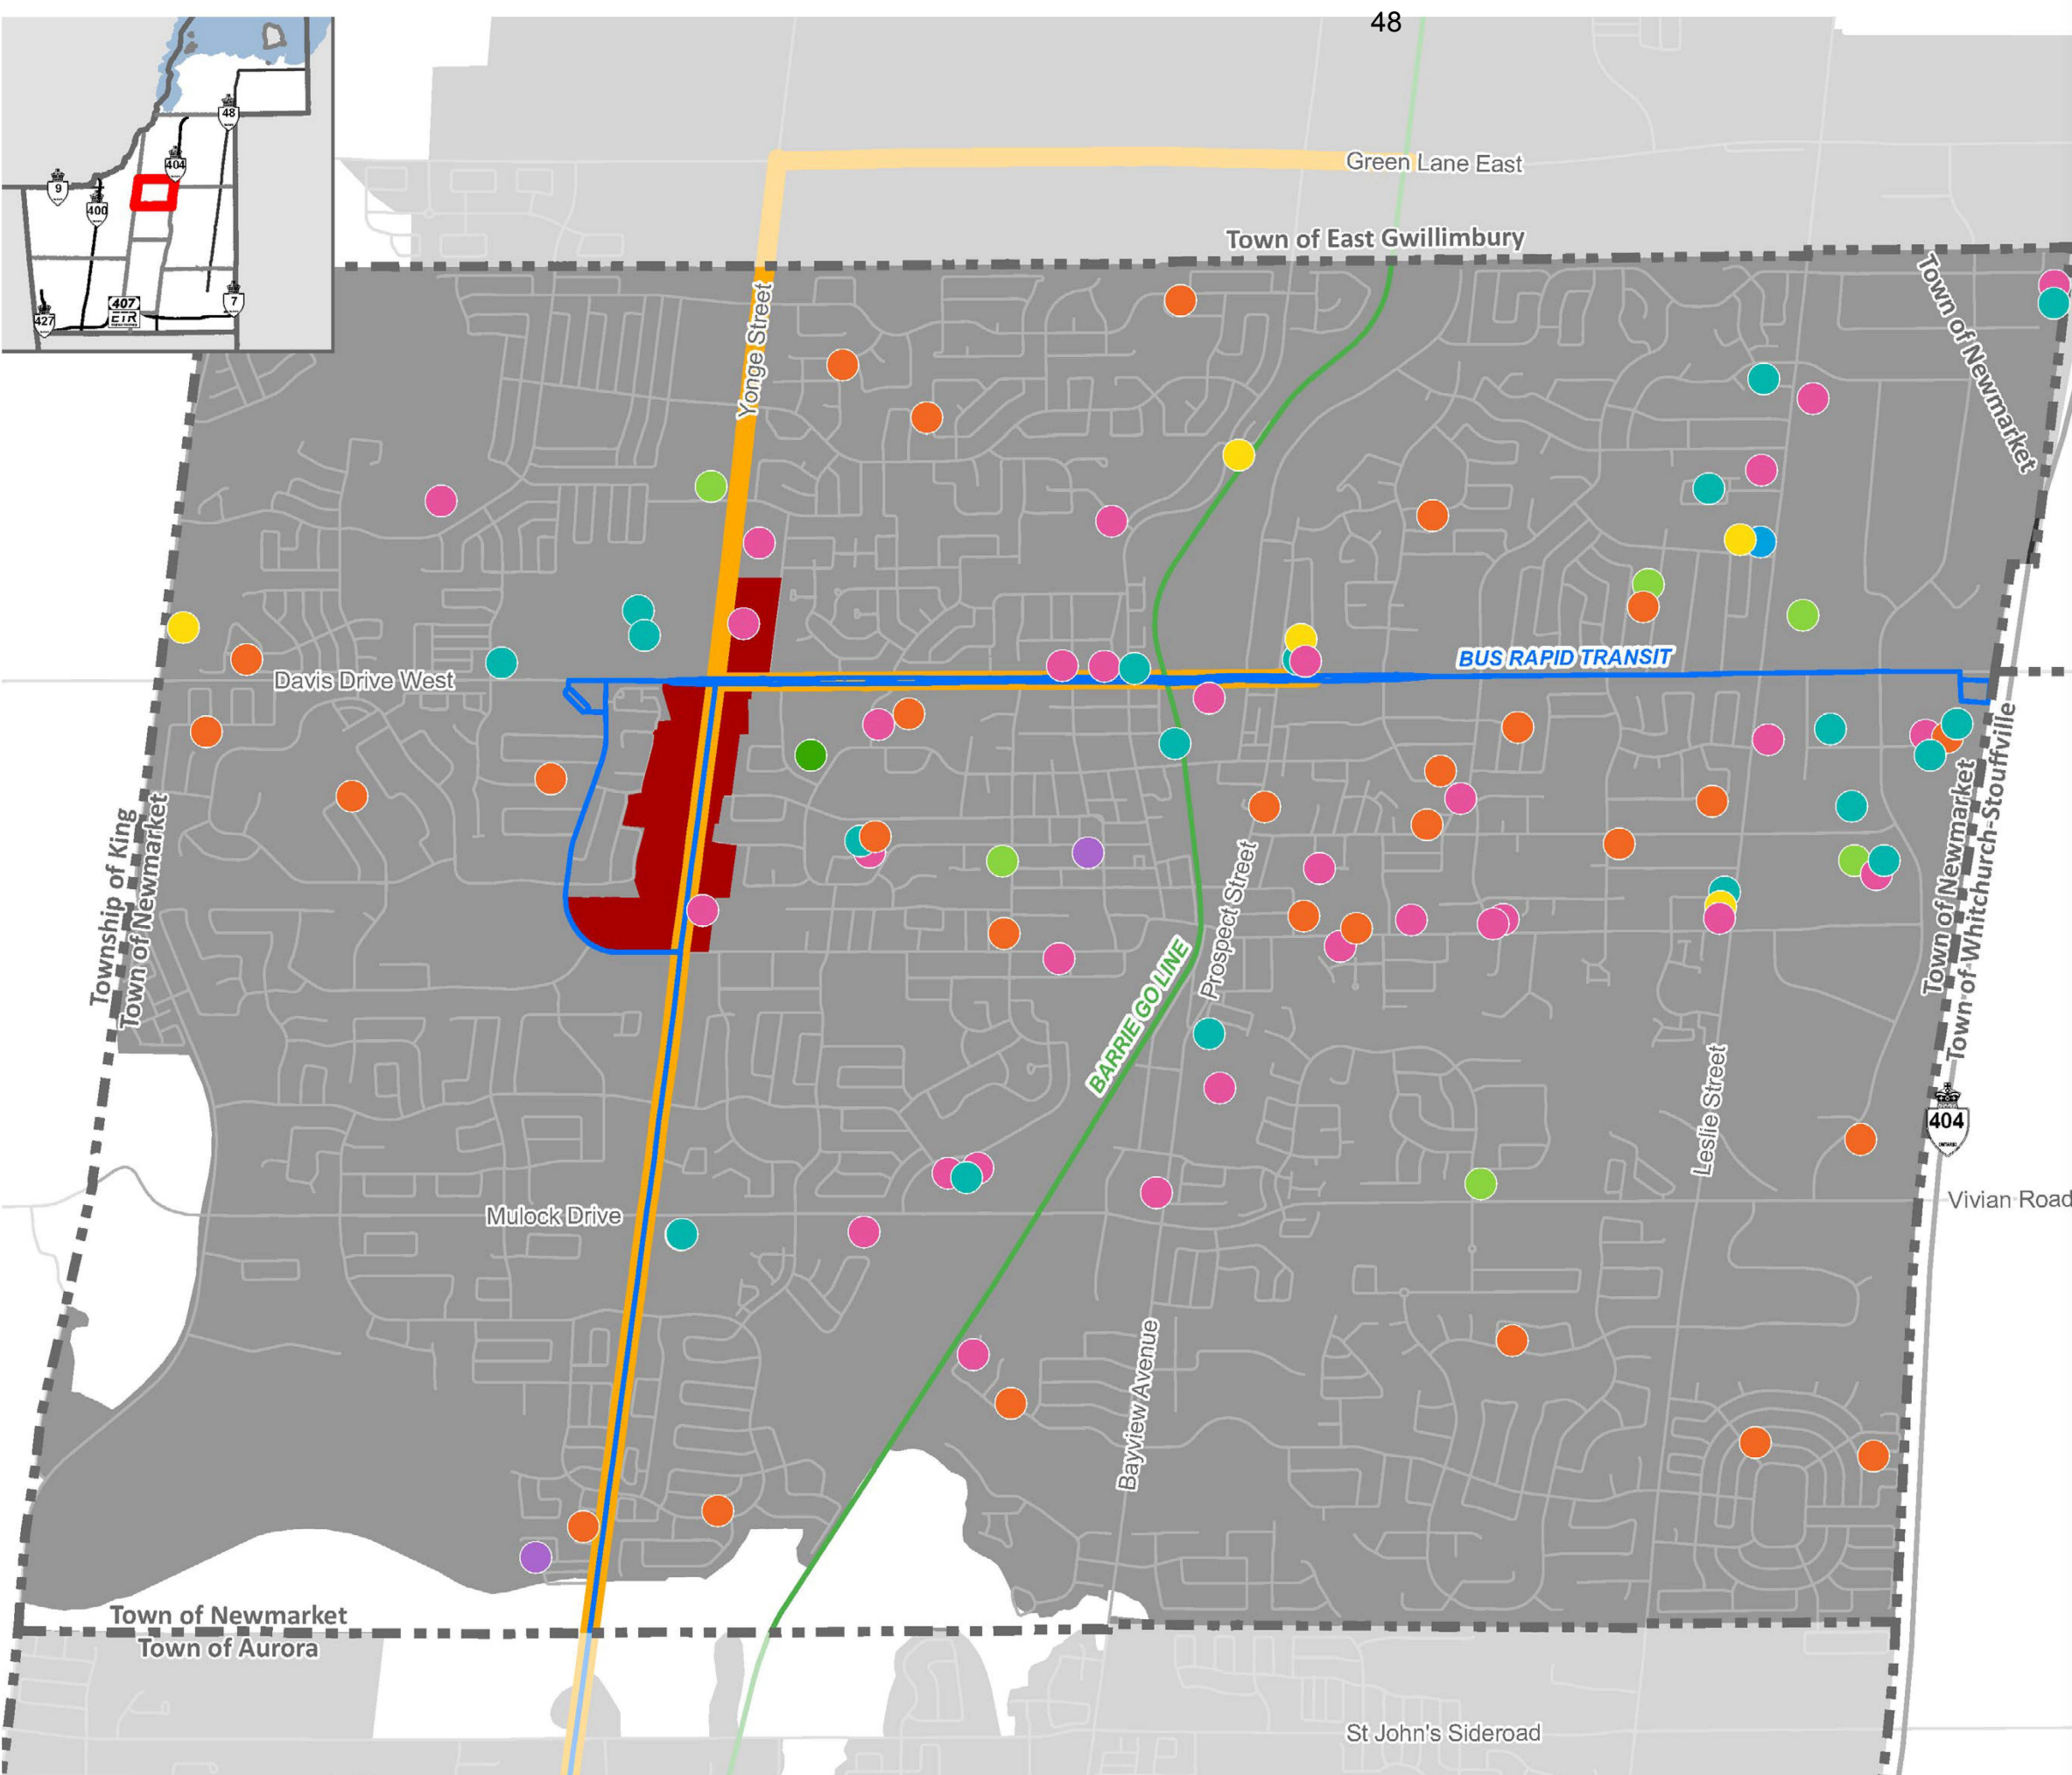 48
48
404
9
400
407
ETR
7
427
Green Lane East
Town of East Gwillimbury
Town of Newmarket
Yonge Street
BUS RAPID TRANSIT
Davis Drive West
Township of King
Town of Newmarket
Prospect Street
BARRIE GO LINE
Town of Newmarket
Town of Whitchurch-Stouffville
Leslie Street
404
ONTARIO
Vivian Road
Mulock Drive
Bayview Avenue
Town of Newmarket
Town of Aurora
St John's Sideroad